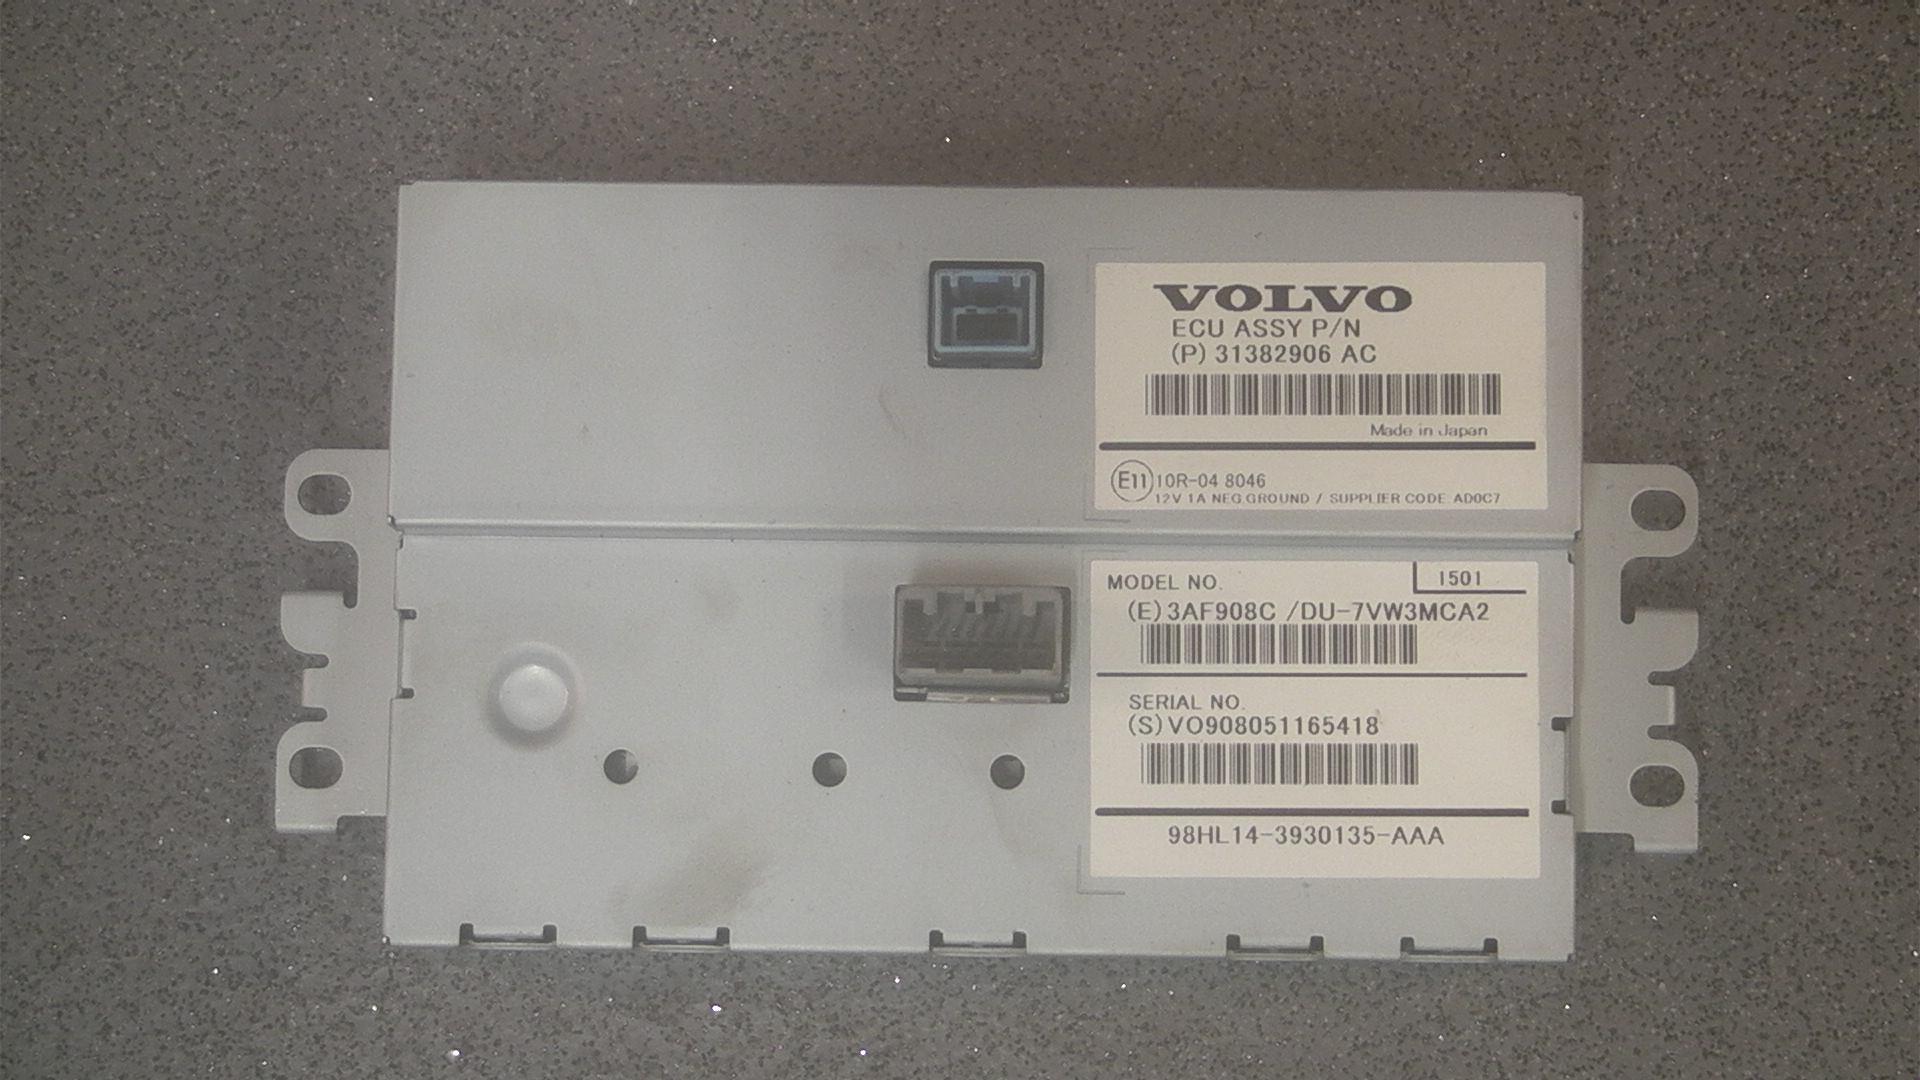 VOLVO
ECU ASSY P/N
(P) 31382906 AC
Made in Japan
E11 10R-04 8046
12V 1A NEG.GROUND / SUPPLIER CODE AD0C7
MODEL NO. 1501
(E)3AF908C /DU-7VW3MCA2
SERIAL NO.
(S)VO908051165418
98HL14-3930135-AAA